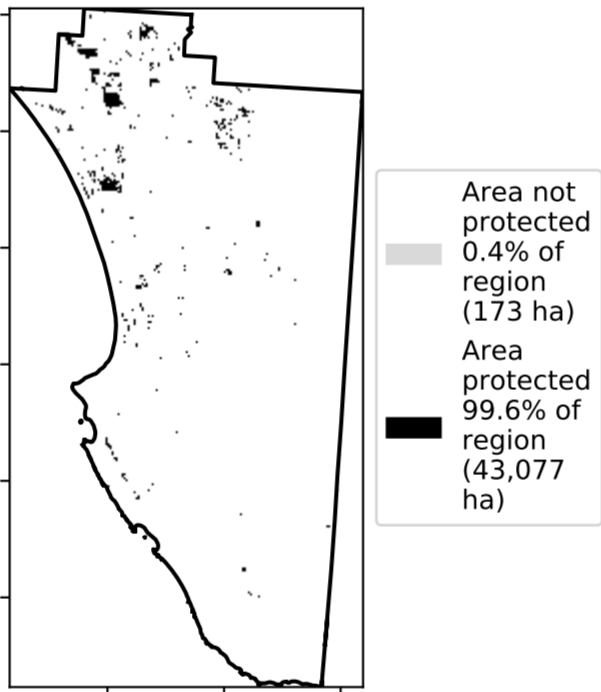 Area not
protected
0.4% of
region
(173 ha)
Area
protected
99.6% of
region
(43,077
ha)